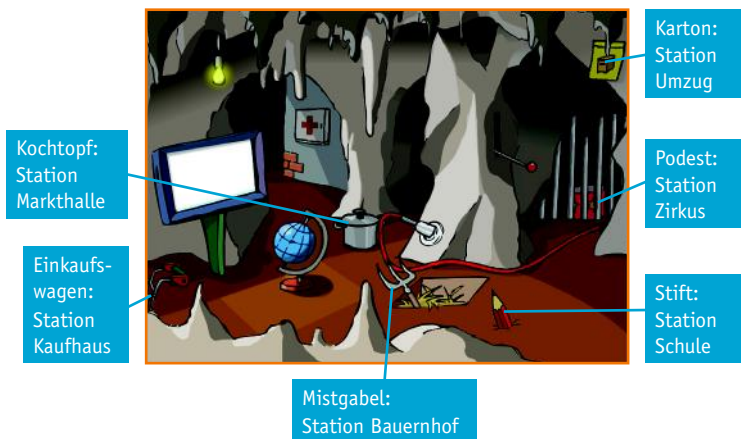 Karton:
Station
Umzug
Kochtopf:
Station
Markthalle
Podest:
Station
Zirkus
Einkaufs-
wagen:
Station
Kaufhaus
Stift:
Station
Schule
Mistgabel:
Station Bauernhof